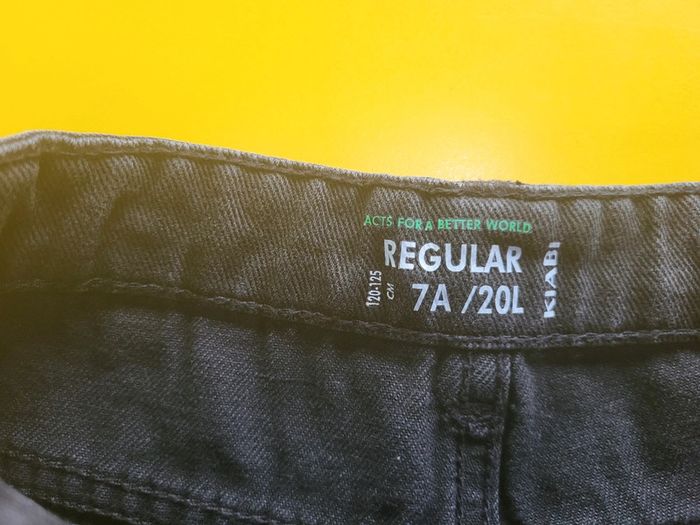 ACTS FOR A BETTER WORLD
REGULAR
7A /20L
120-125
CM
KIABI